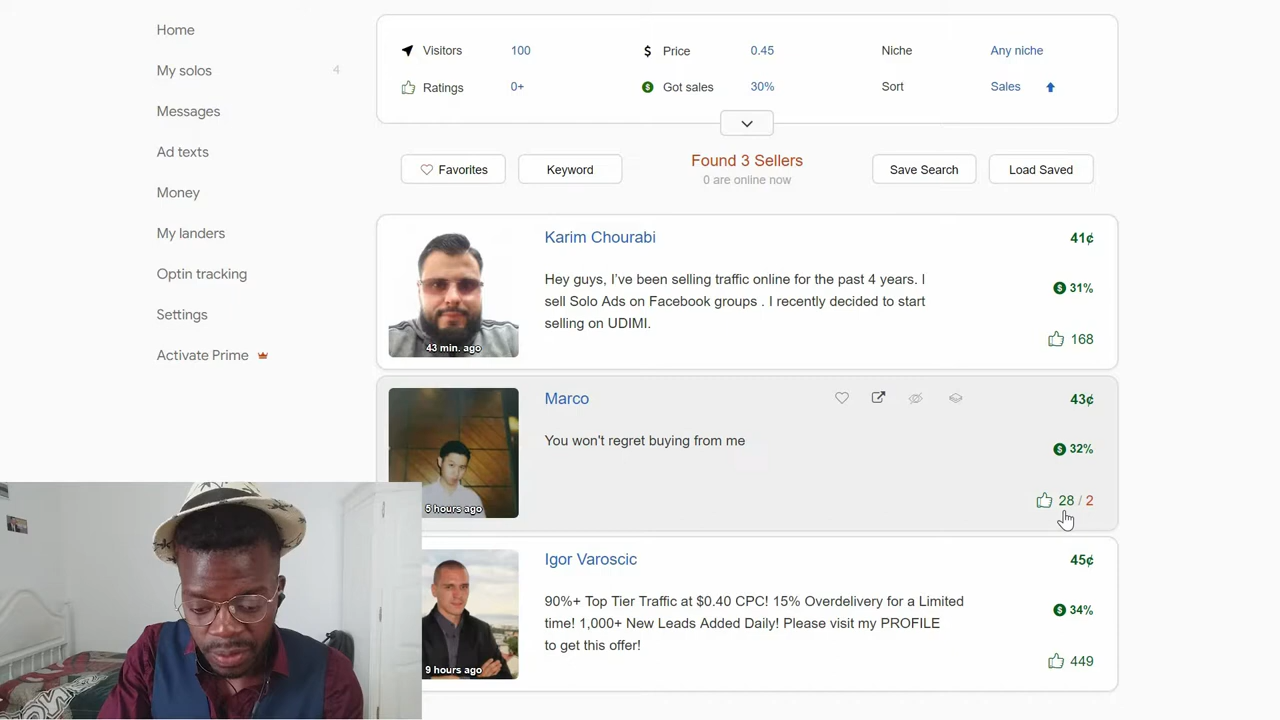 Home
My solos 4
Messages
Ad texts
Money
My landers
Optin tracking
Settings
Activate Prime
Visitors 100 Price 0.45 Niche Any niche
Ratings 0+ Got sales 30% Sort Sales
Favorites Keyword Found 3 Sellers Save Search Load Saved
0 are online now
Karim Chourabi 41¢
Hey guys, I've been selling traffic online for the past 4 years. I
sell Solo Ads on Facebook groups . I recently decided to start
selling on UDIMI.
31%
168
43 min. ago
Marco 43¢
You won't regret buying from me
32%
28 / 2
5 hours ago
Igor Varoscic 45¢
90%+ Top Tier Traffic at $0.40 CPC! 15% Overdelivery for a Limited
time! 1,000+ New Leads Added Daily! Please visit my PROFILE
to get this offer!
34%
449
9 hours ago